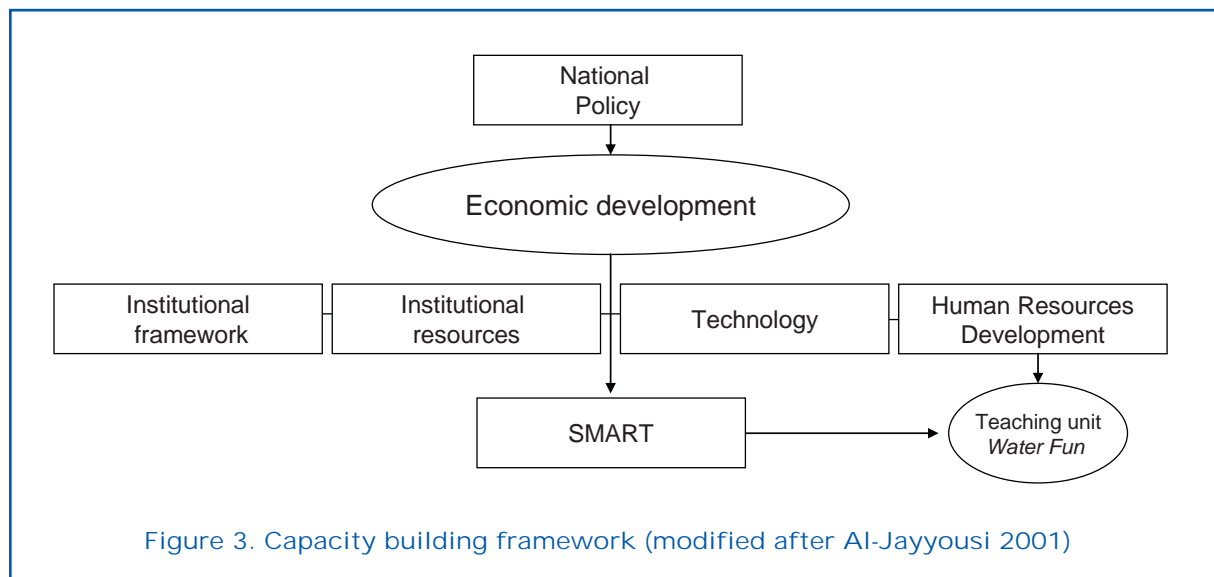 National
Policy
Economic development
Institutional
framework
Institutional
resources
Technology
Human Resources
Development
SMART
Teaching unit
Water Fun
Figure 3. Capacity building framework (modified after Al-Jayyousi 2001)